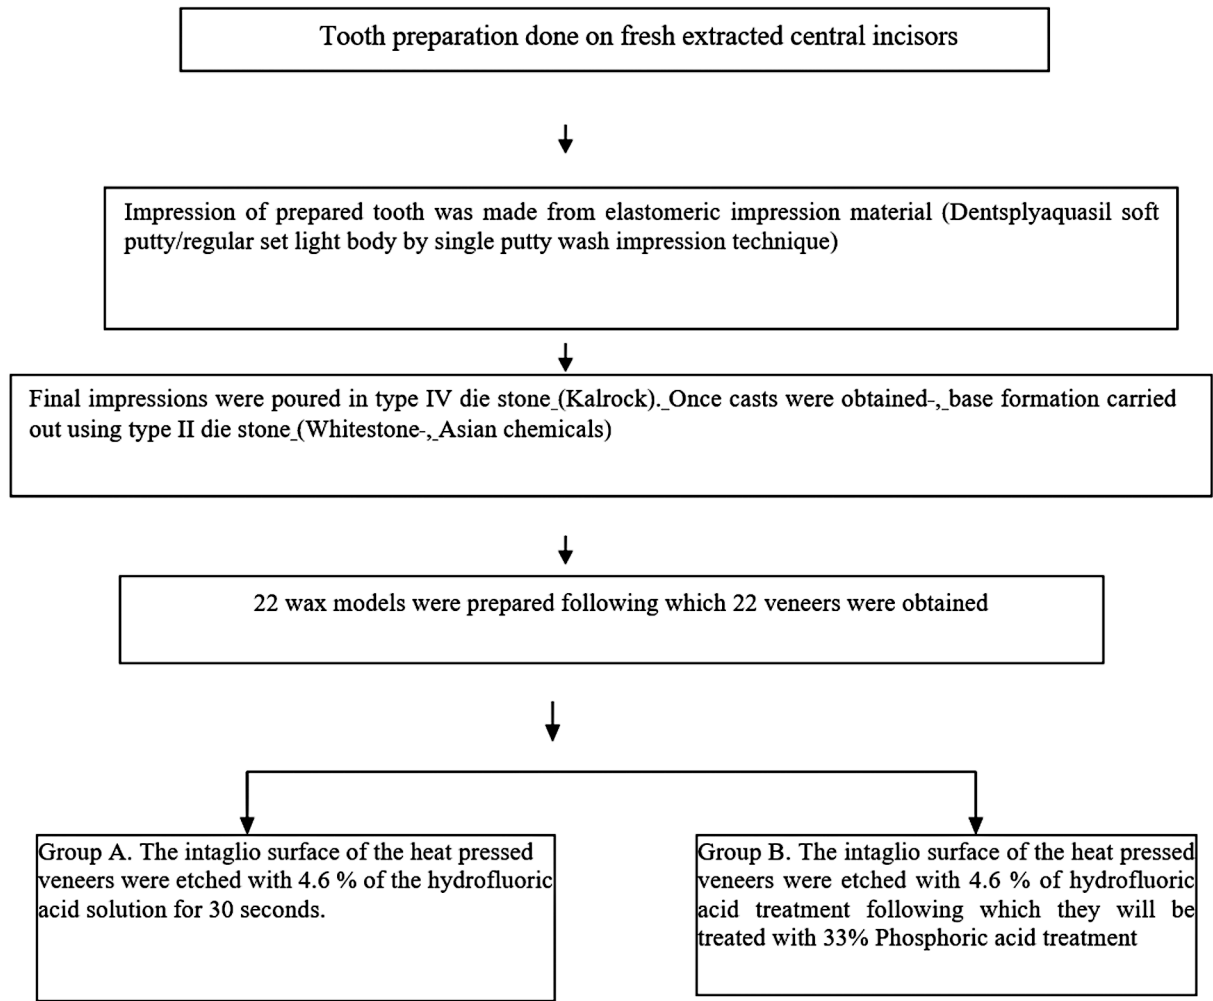 Tooth preparation done on fresh extracted central incisors
Impression of prepared tooth was made from elastomeric impression material (Dentsplyaquasil soft
putty/regular set light body by single putty wash impression technique)
Final impressions were poured in type IV die stone_(Kalrock)._Once casts were obtained-,_base formation carried
out using type II die stone_(Whitestone-,_Asian chemicals)
22 wax models were prepared following which 22 veneers were obtained
Group A. The intaglio surface of the heat pressed
veneers were etched with 4.6 % of the hydrofluoric
acid solution for 30 seconds.
Group B. The intaglio surface of the heat pressed
veneers were etched with 4.6 % of hydrofluoric
acid treatment following which they will be
treated with 33% Phosphoric acid treatment